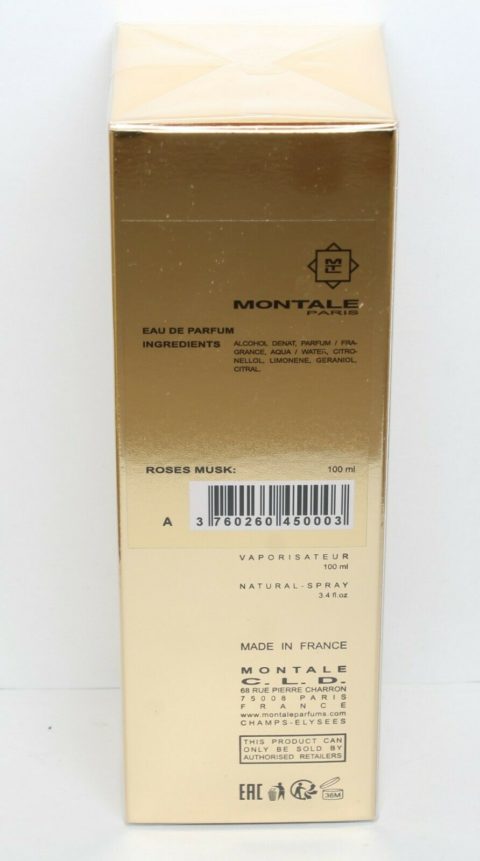 MONTALE
PARIS
EAU DE PARFUM
INGREDIENTS
ALCOHOL DENAT, PARFUM / FRA-
GRANCE, AQUA / WATER, CITRO-
NELLOL, LIMONENE, GERANIOL,
CITRAL.
ROSES MUSK: 100 ml
A 3 760260 450003
VAPORISATEUR
100 ml
NATURAL-SPRAY
3.4 fl.oz
MADE IN FRANCE
MONTALE
C. L. D.
68 RUE PIERRE CHARRON
75008 PARIS
FRANCE
www.montaleparfums.com
CHAMPS-ELYSEES
THIS PRODUCT CAN
ONLY BE SOLD BY
AUTHORISED RETAILERS
EAC 36M